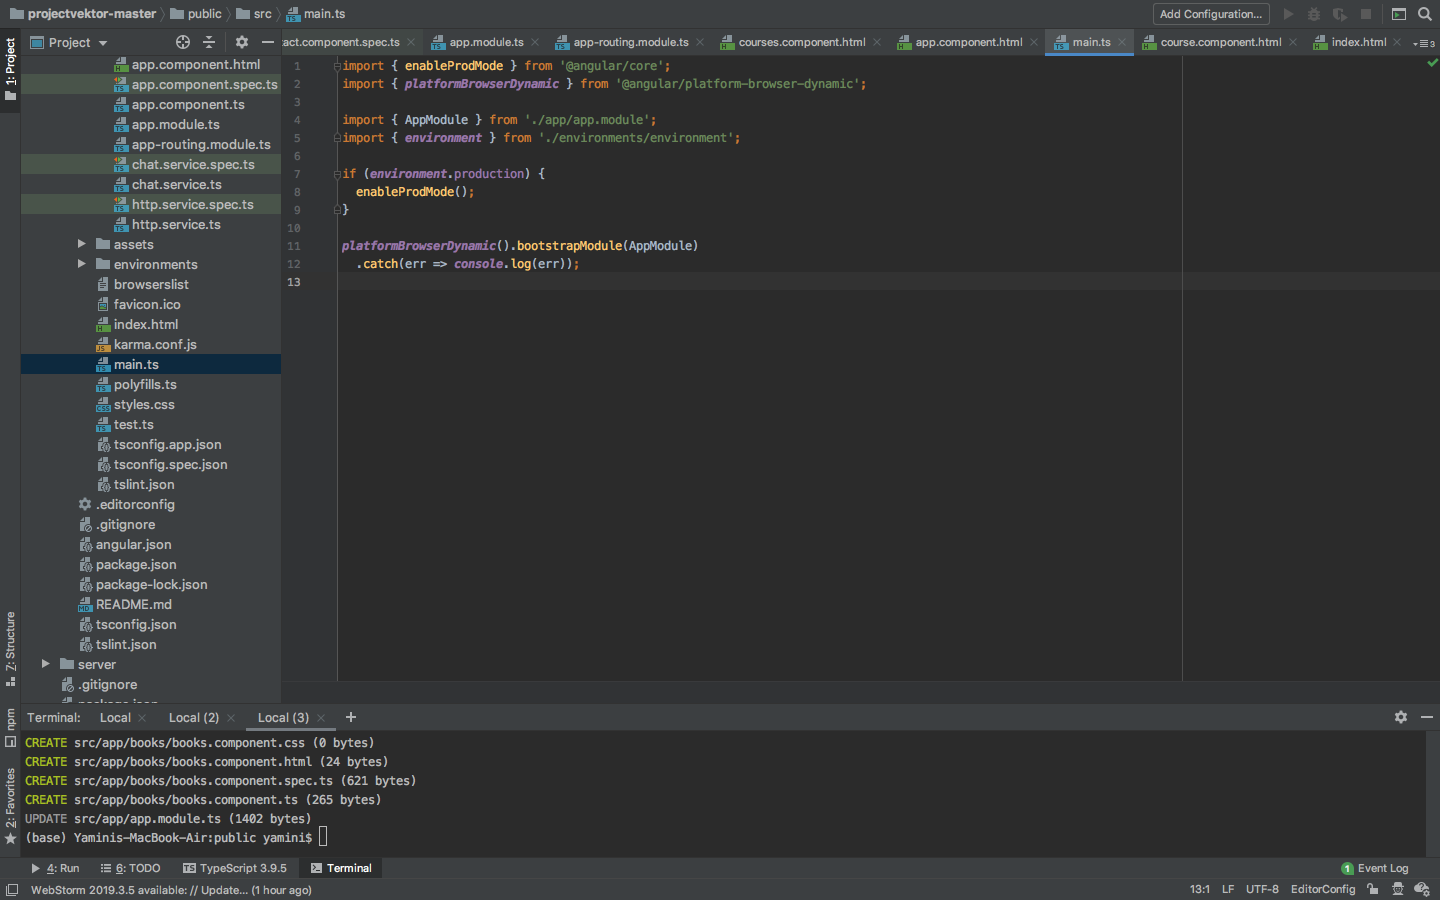 projectvektor-master public src main.ts Add Configuration...
Project
tact.component.spec.ts app.module.ts app-routing.module.ts courses.component.html app.component.html main.ts course.component.html index.html 3
1: Project
7: Structure
npm
2: Favorites
app.component.html
app.component.spec.ts
app.component.ts
app.module.ts
app-routing.module.ts
chat.service.spec.ts
chat.service.ts
http.service.spec.ts
http.service.ts
assets
environments
browserslist
favicon.ico
index.html
karma.conf.js
main.ts
polyfills.ts
styles.css
test.ts
tsconfig.app.json
tsconfig.spec.json
tslint.json
.editorconfig
.gitignore
angular.json
package.json
package-lock.json
README.md
tsconfig.json
tslint.json
server
.gitignore
package.json
1 import { enableProdMode } from '@angular/core';
2 import { platformBrowserDynamic } from '@angular/platform-browser-dynamic';
3
4 import { AppModule } from './app/app.module';
5 import { environment } from './environments/environment';
6
7 if (environment.production) {
8 enableProdMode();
9 }
10
11 platformBrowserDynamic().bootstrapModule(AppModule)
12 .catch(err => console.log(err));
13
Terminal: Local Local (2) Local (3)
CREATE src/app/books/books.component.css (0 bytes)
CREATE src/app/books/books.component.html (24 bytes)
CREATE src/app/books/books.component.spec.ts (621 bytes)
CREATE src/app/books/books.component.ts (265 bytes)
UPDATE src/app/app.module.ts (1402 bytes)
(base) Yaminis-MacBook-Air:public yamini$
4: Run 6: TODO TypeScript 3.9.5 Terminal 1 Event Log
WebStorm 2019.3.5 available: // Update... (1 hour ago) 13:1 LF UTF-8 EditorConfig